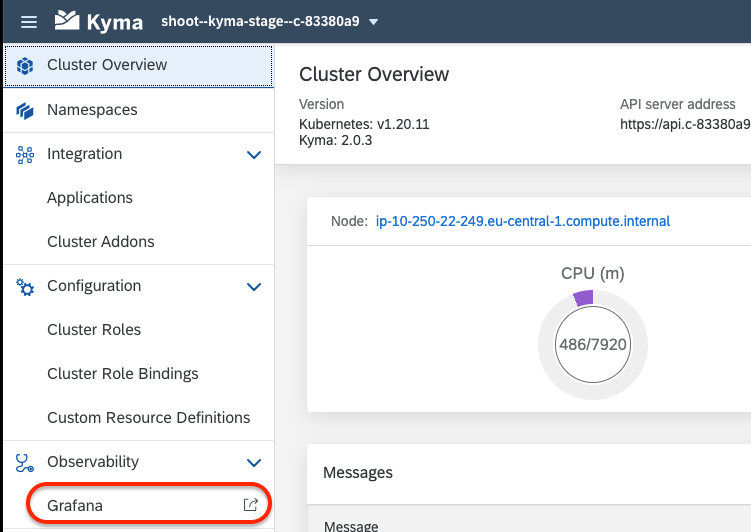 Kyma
shoot--kyma-stage--c-83380a9
Cluster Overview
Namespaces
Integration
Applications
Cluster Addons
Configuration
Cluster Roles
Cluster Role Bindings
Custom Resource Definitions
Observability
Grafana
Cluster Overview
Version
Kubernetes: v1.20.11
Kyma: 2.0.3
API server address
https://api.c-83380a9
Node: ip-10-250-22-249.eu-central-1.compute.internal
CPU (m)
486/7920
Messages
Message